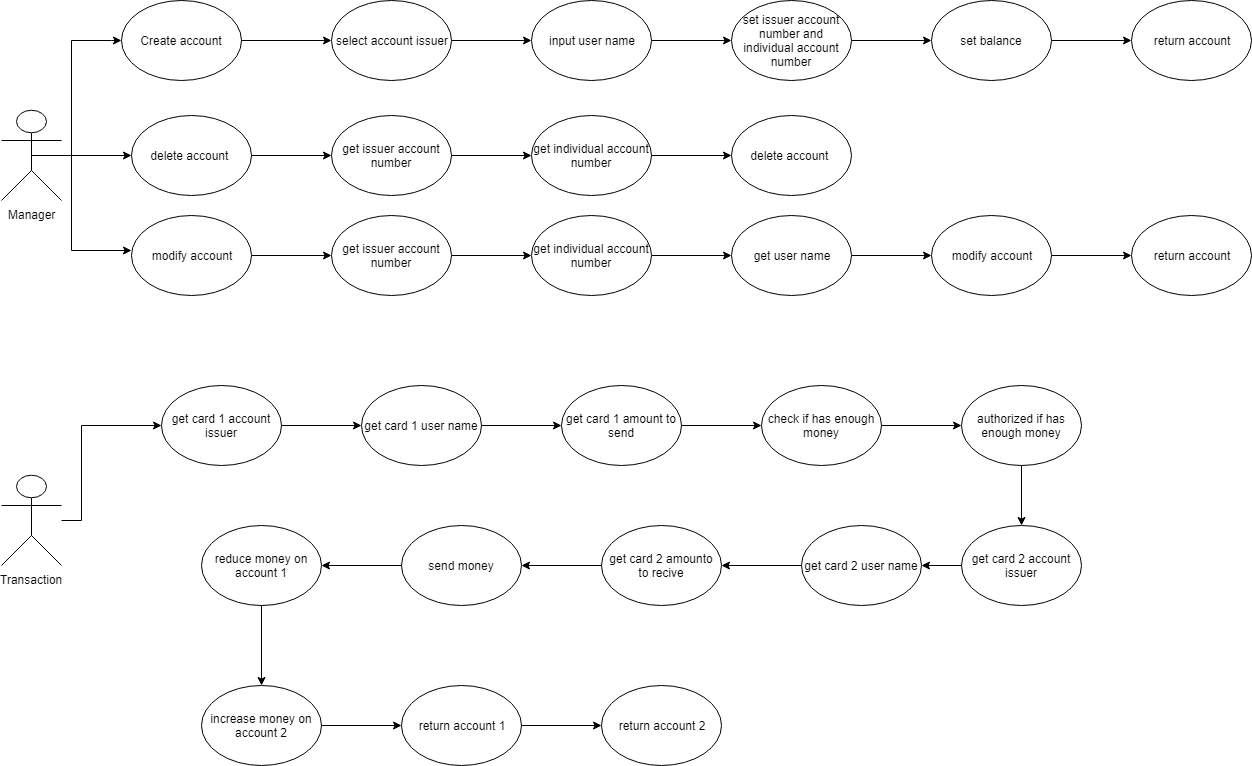 Create account
select account issuer
input user name
set issuer account
number and
individual account
number
set balance
return account
Manager
delete account
get issuer account
number
get individual account
number
delete account
modify account
get issuer account
number
get individual account
number
get user name
modify account
return account
Transaction
get card 1 account
issuer
get card 1 user name
get card 1 amount to
send
check if has enough
money
authorized if has
enough money
get card 2 account
issuer
get card 2 user name
get card 2 amounto
to recive
send money
reduce money on
account 1
increase money on
account 2
return account 1
return account 2